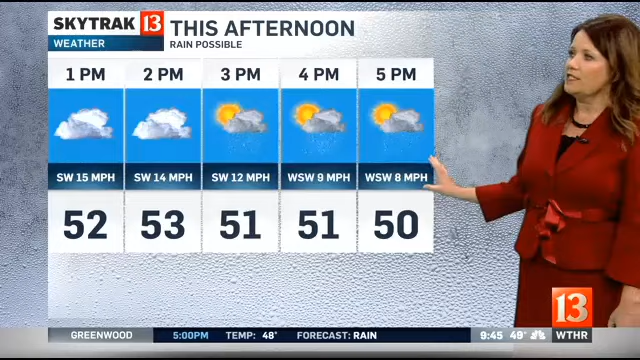 SKYTRAK 13
WEATHER
THIS AFTERNOON
RAIN POSSIBLE
1 PM 2 PM 3 PM 4 PM 5 PM
SW 15 MPH SW 14 MPH SW 12 MPH WSW 9 MPH WSW 8 MPH
52 53 51 51 50
13
GREENWOOD 5:00PM TEMP: 48° FORECAST: RAIN 9:45 49° WTHR